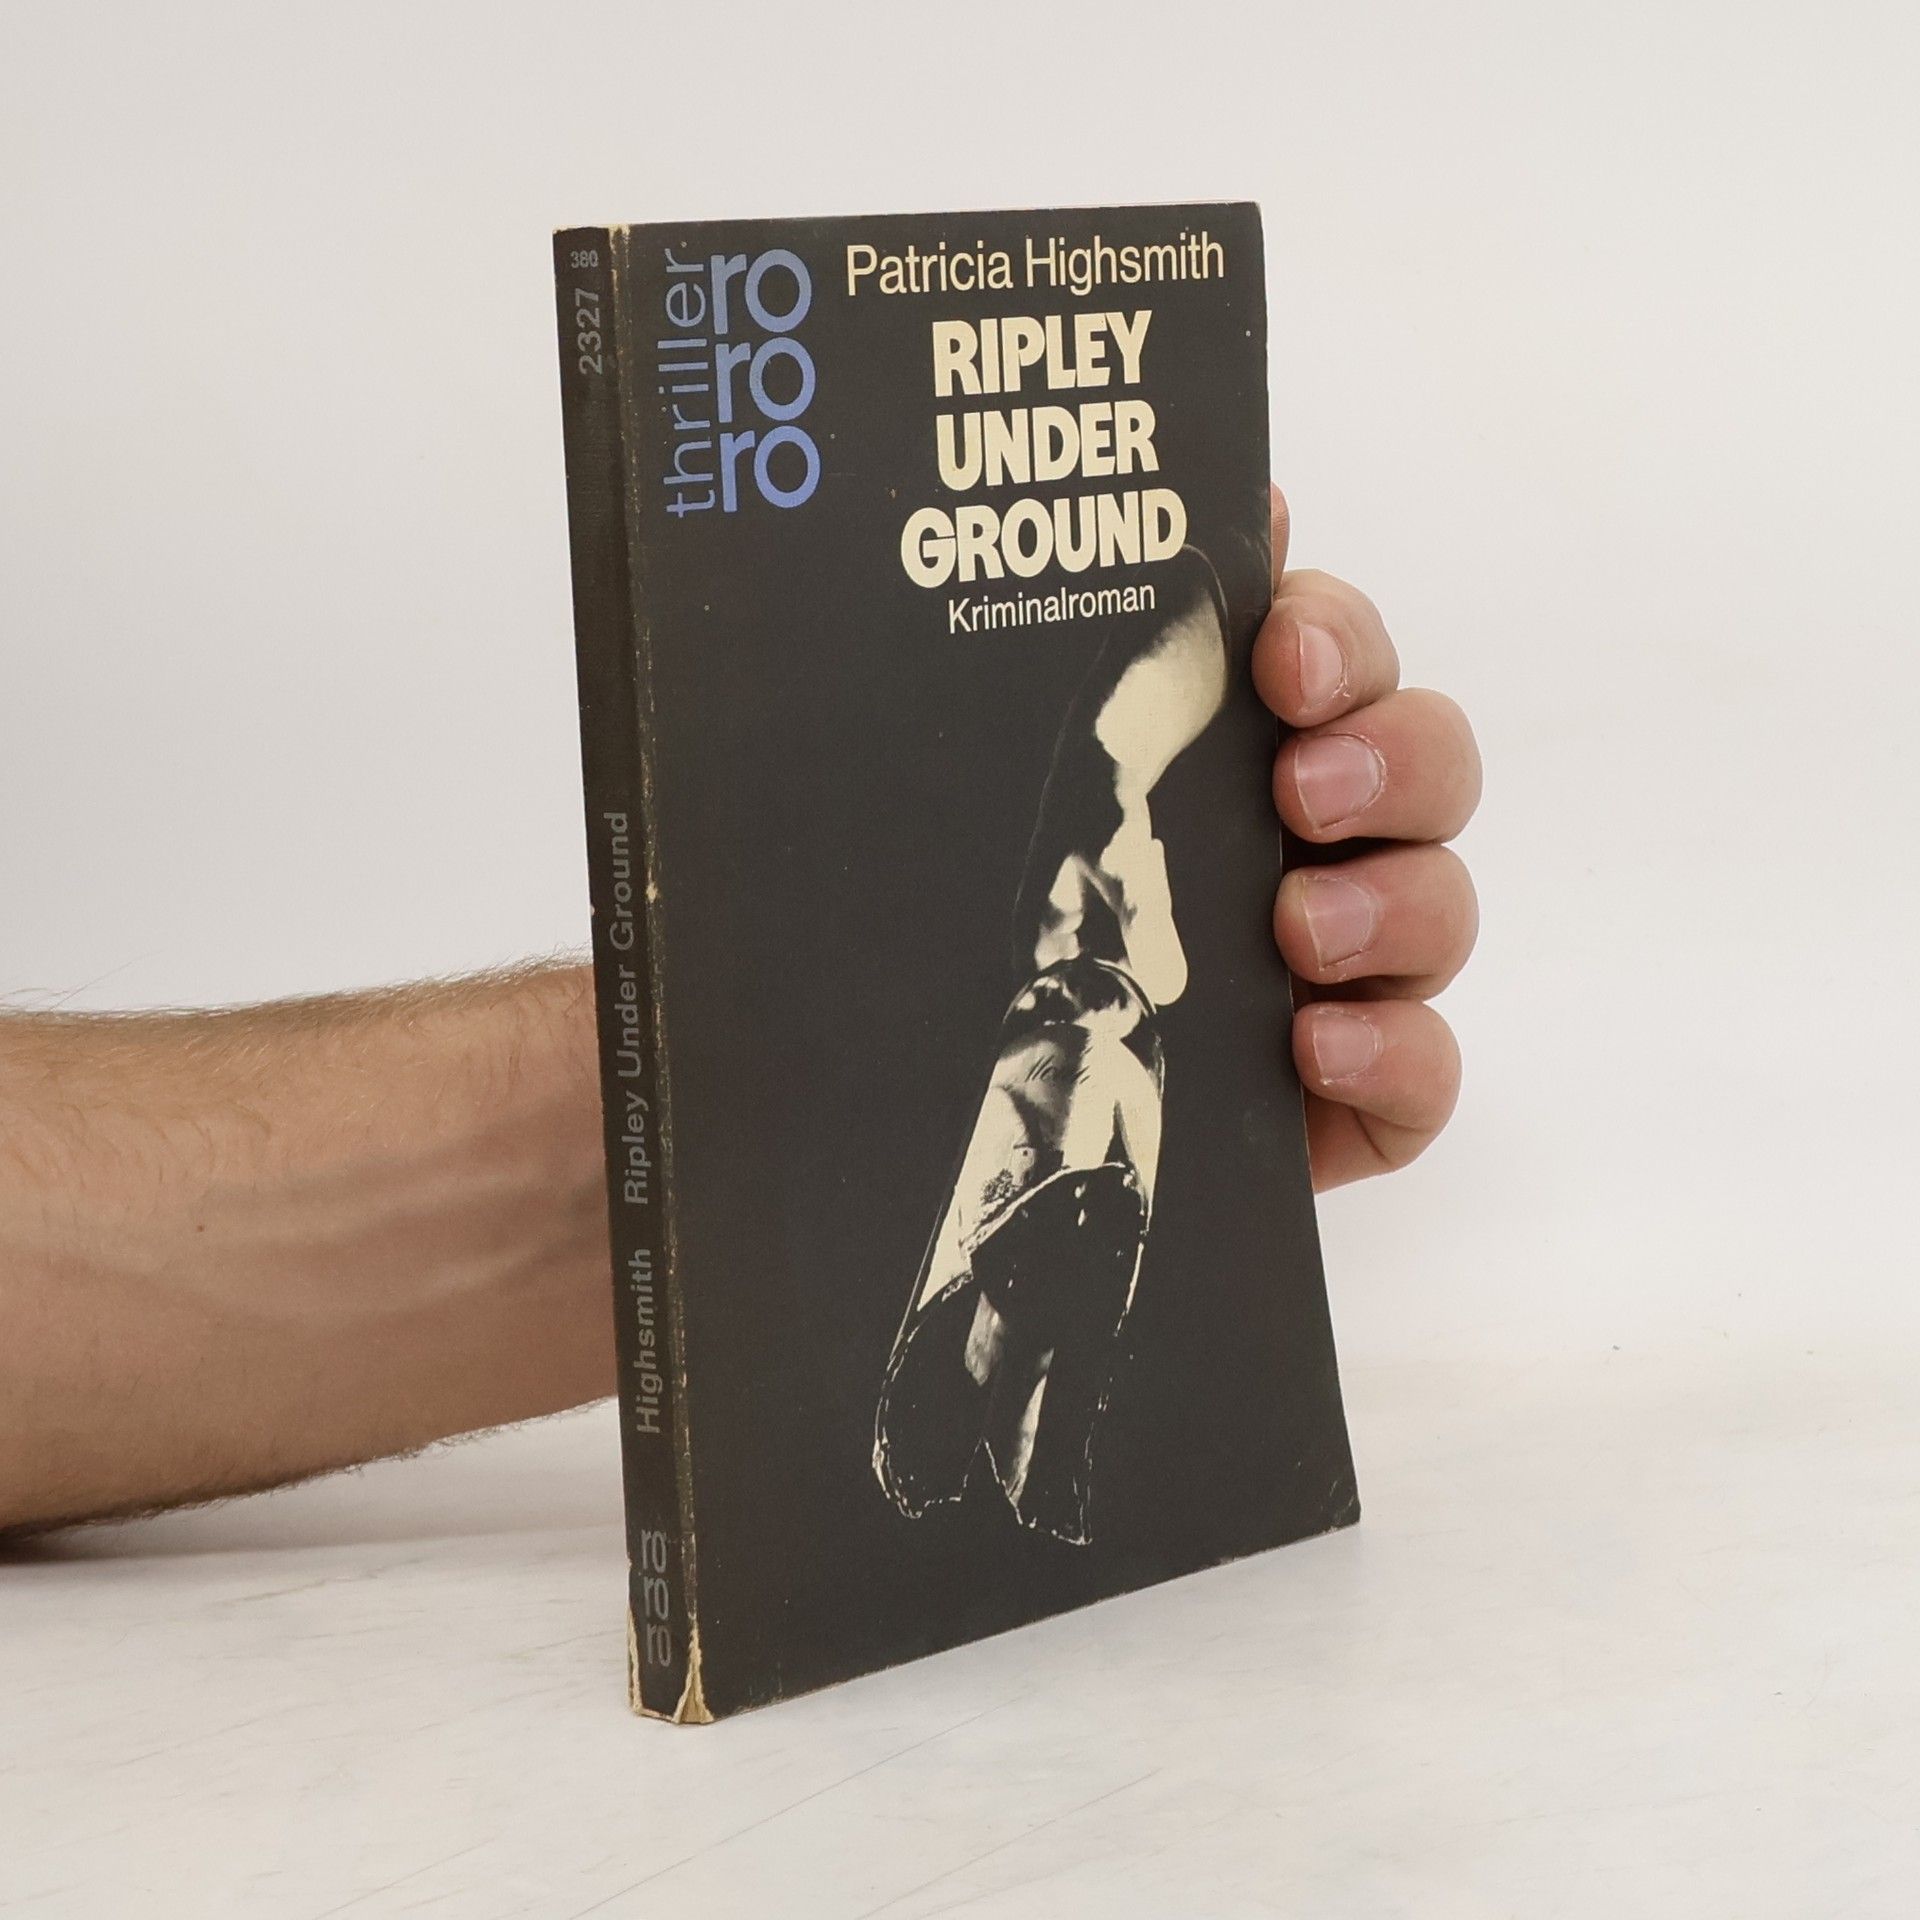 380
2327
Highsmith Ripley Under Ground
ro
ro
ro
thriller
ro
ro
ro
Patricia Highsmith
RIPLEY
UNDER
GROUND
Kriminalroman